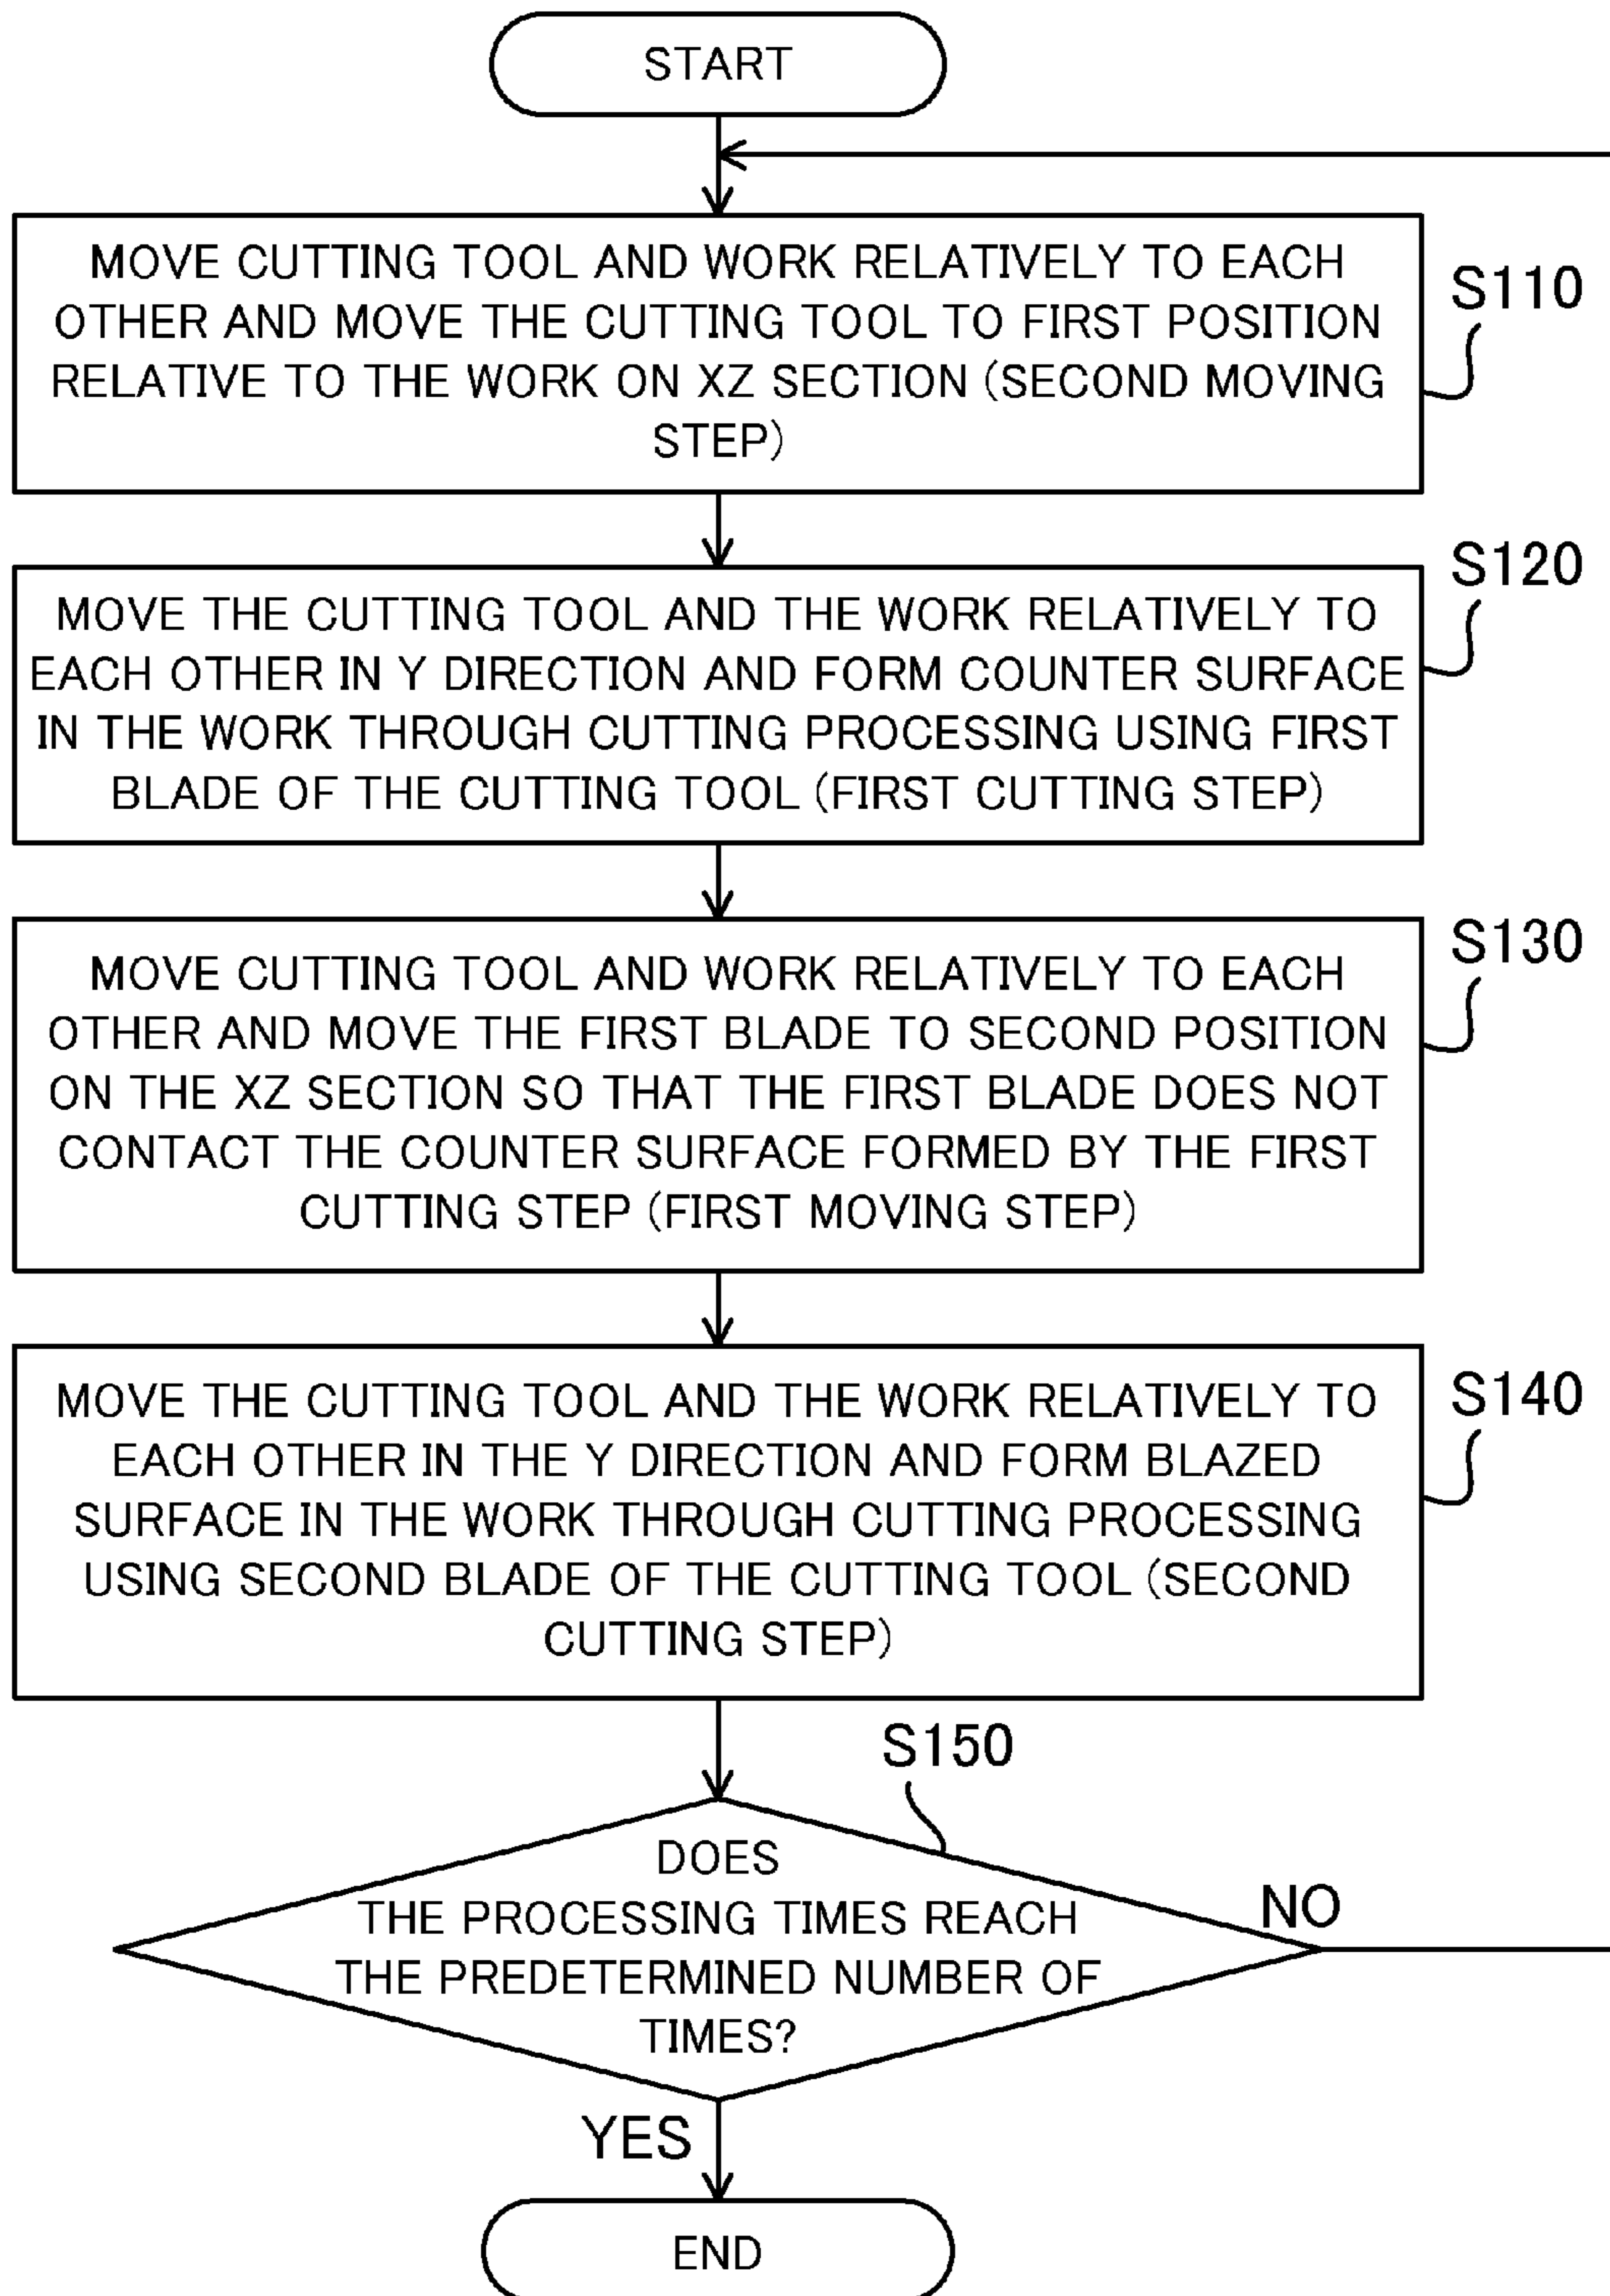 START
MOVE CUTTING TOOL AND WORK RELATIVELY TO EACH
OTHER AND MOVE THE CUTTING TOOL TO FIRST POSITION
RELATIVE TO THE WORK ON XZ SECTION (SECOND MOVING
STEP)
S110
MOVE THE CUTTING TOOL AND THE WORK RELATIVELY TO
EACH OTHER IN Y DIRECTION AND FORM COUNTER SURFACE
IN THE WORK THROUGH CUTTING PROCESSING USING FIRST
BLADE OF THE CUTTING TOOL (FIRST CUTTING STEP)
S120
MOVE CUTTING TOOL AND WORK RELATIVELY TO EACH
OTHER AND MOVE THE FIRST BLADE TO SECOND POSITION
ON THE XZ SECTION SO THAT THE FIRST BLADE DOES NOT
CONTACT THE COUNTER SURFACE FORMED BY THE FIRST
CUTTING STEP (FIRST MOVING STEP)
S130
MOVE THE CUTTING TOOL AND THE WORK RELATIVELY TO
EACH OTHER IN THE Y DIRECTION AND FORM BLAZED
SURFACE IN THE WORK THROUGH CUTTING PROCESSING
USING SECOND BLADE OF THE CUTTING TOOL (SECOND
CUTTING STEP)
S140
S150
DOES
THE PROCESSING TIMES REACH
THE PREDETERMINED NUMBER OF
TIMES?
NO
YES
END